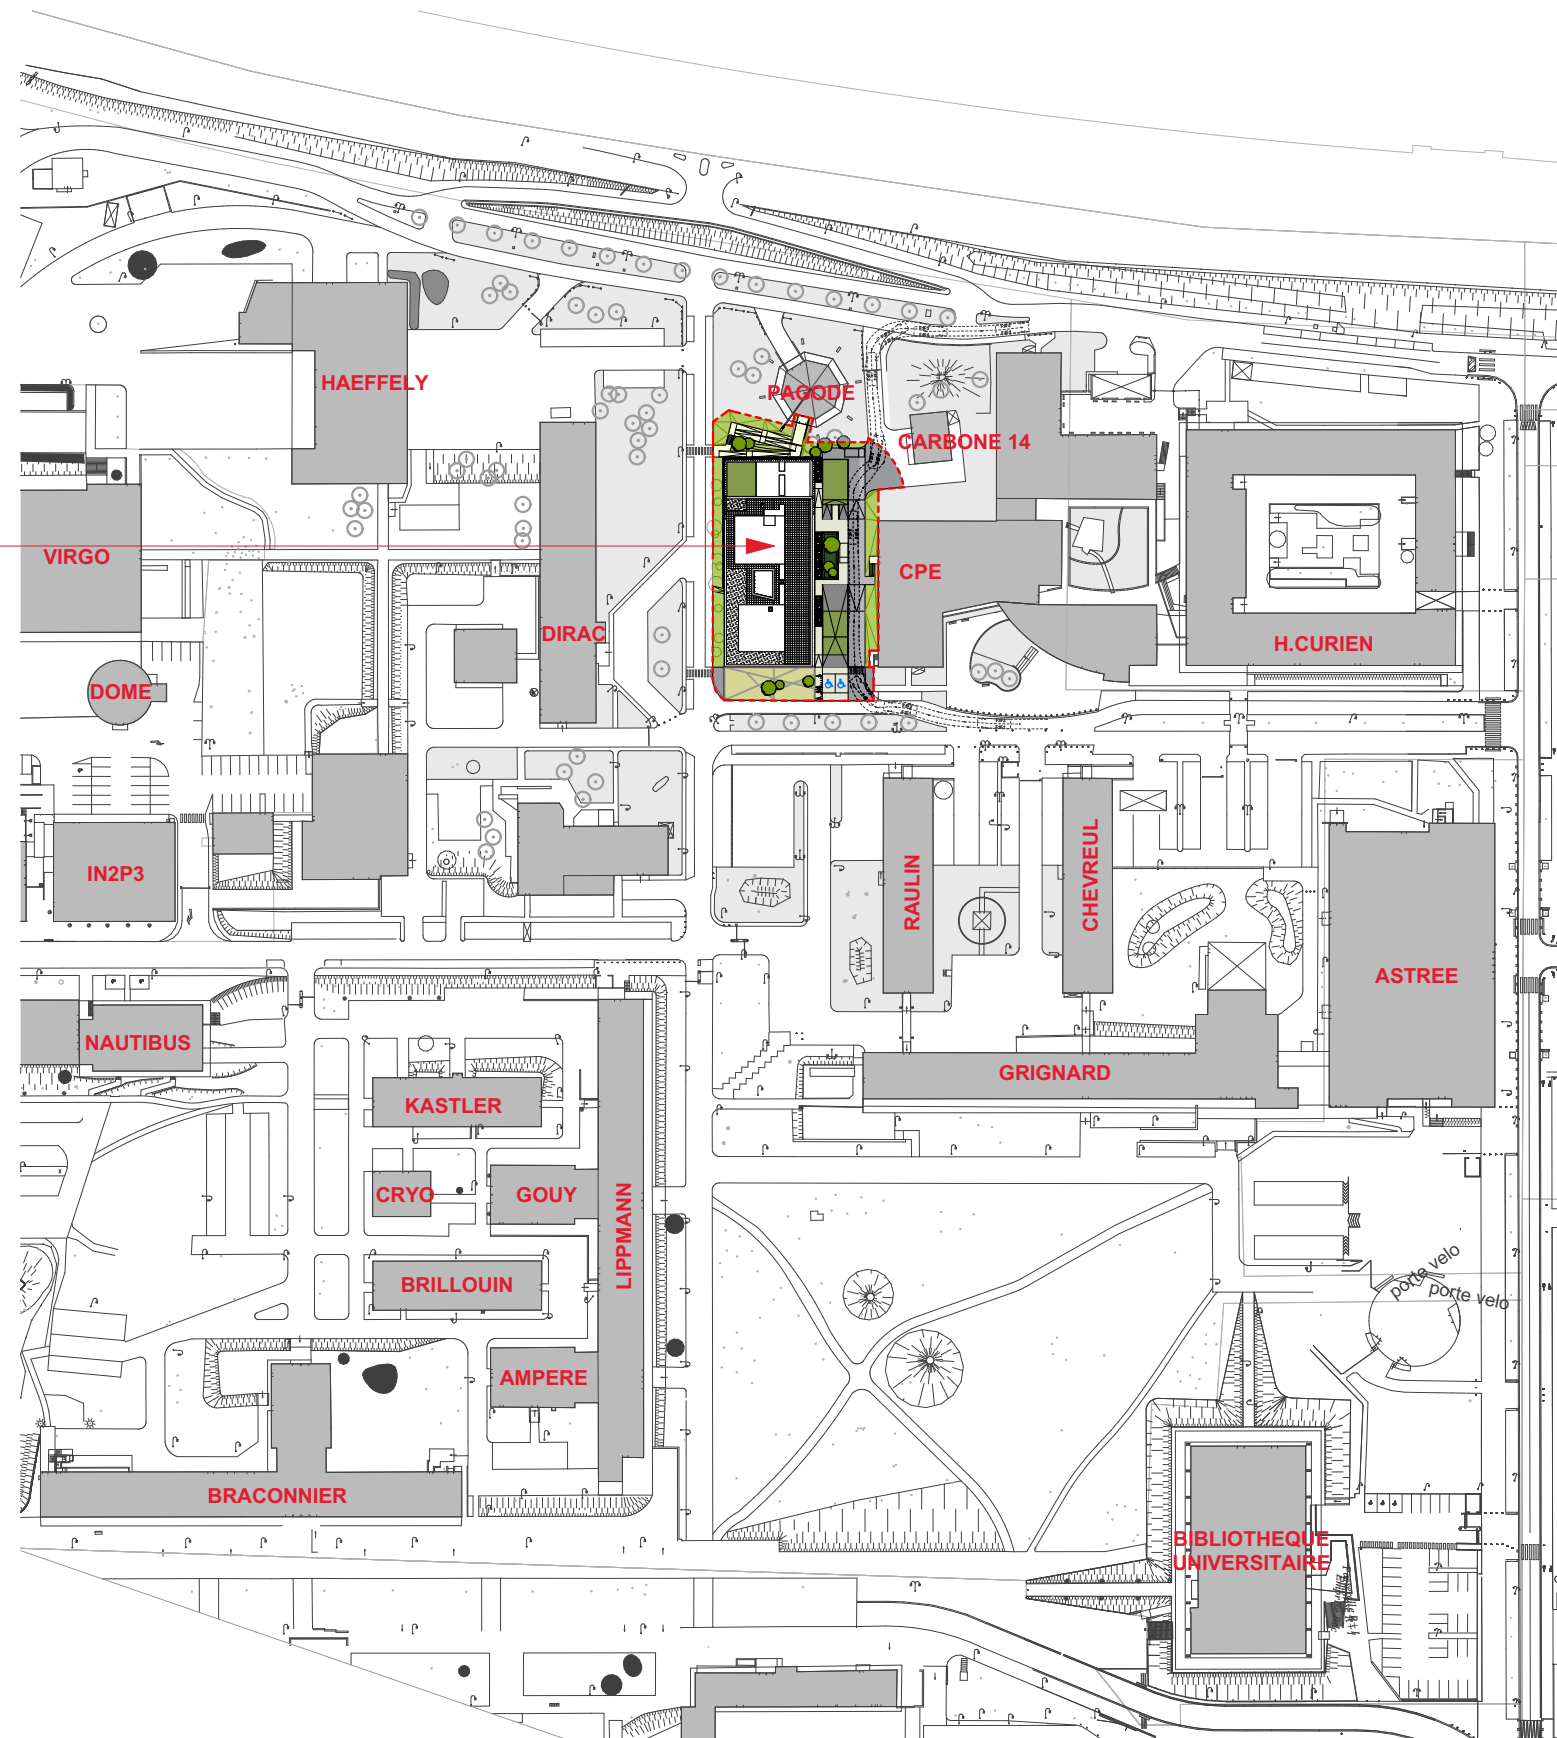 HAEFFELY
PAGODE
CARBONE 14
VIRGO
CPE
DIRAC
H.CURIEN
DOME
IN2P3
RAULIN
CHEVREUL
ASTREE
NAUTIBUS
GRIGNARD
KASTLER
CRYO
GOUY
LIPPMANN
BRILLOUIN
porte velo
porte velo
AMPERE
BRACONNIER
BIBLIOTHEQUE
UNIVERSITAIRE